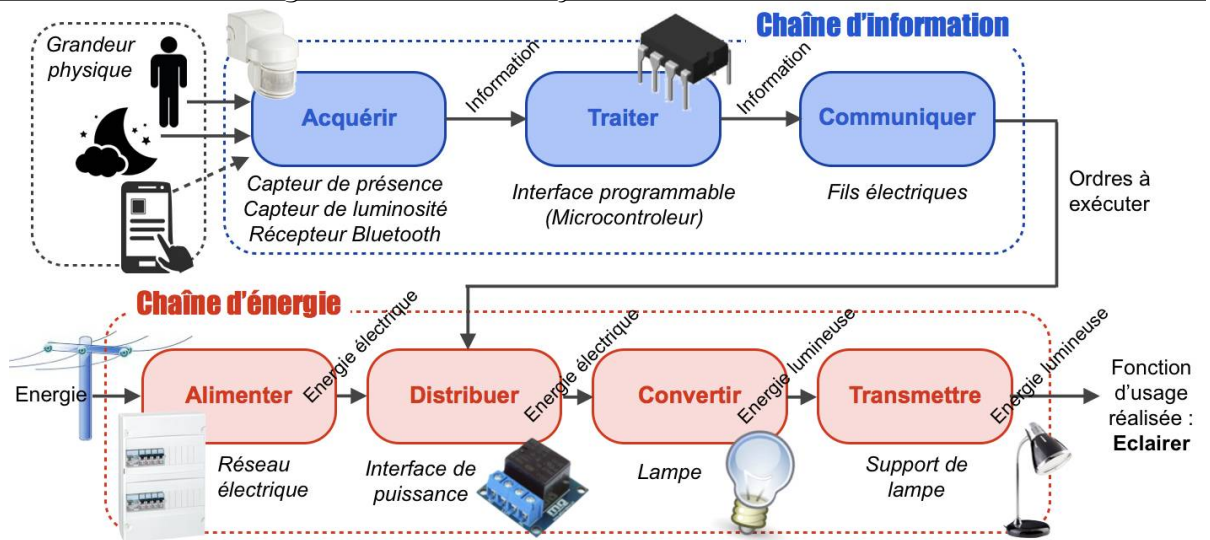 Chaîne d'information
Grandeur
physique
Acquérir
Information
Traiter
Information
Communiquer
Capteur de présence
Capteur de luminosité
Récepteur Bluetooth
Interface programmable
(Microcontroleur)
Fils électriques
Ordres à
exécuter
Chaîne d'énergie
Energie
Alimenter
Energie électrique
Distribuer
Energie électrique
Convertir
Energie lumineuse
Transmettre
Energie lumineuse
Fonction
d'usage
réalisée :
Eclairer
Réseau
électrique
Interface de
puissance
Lampe
Support de
lampe